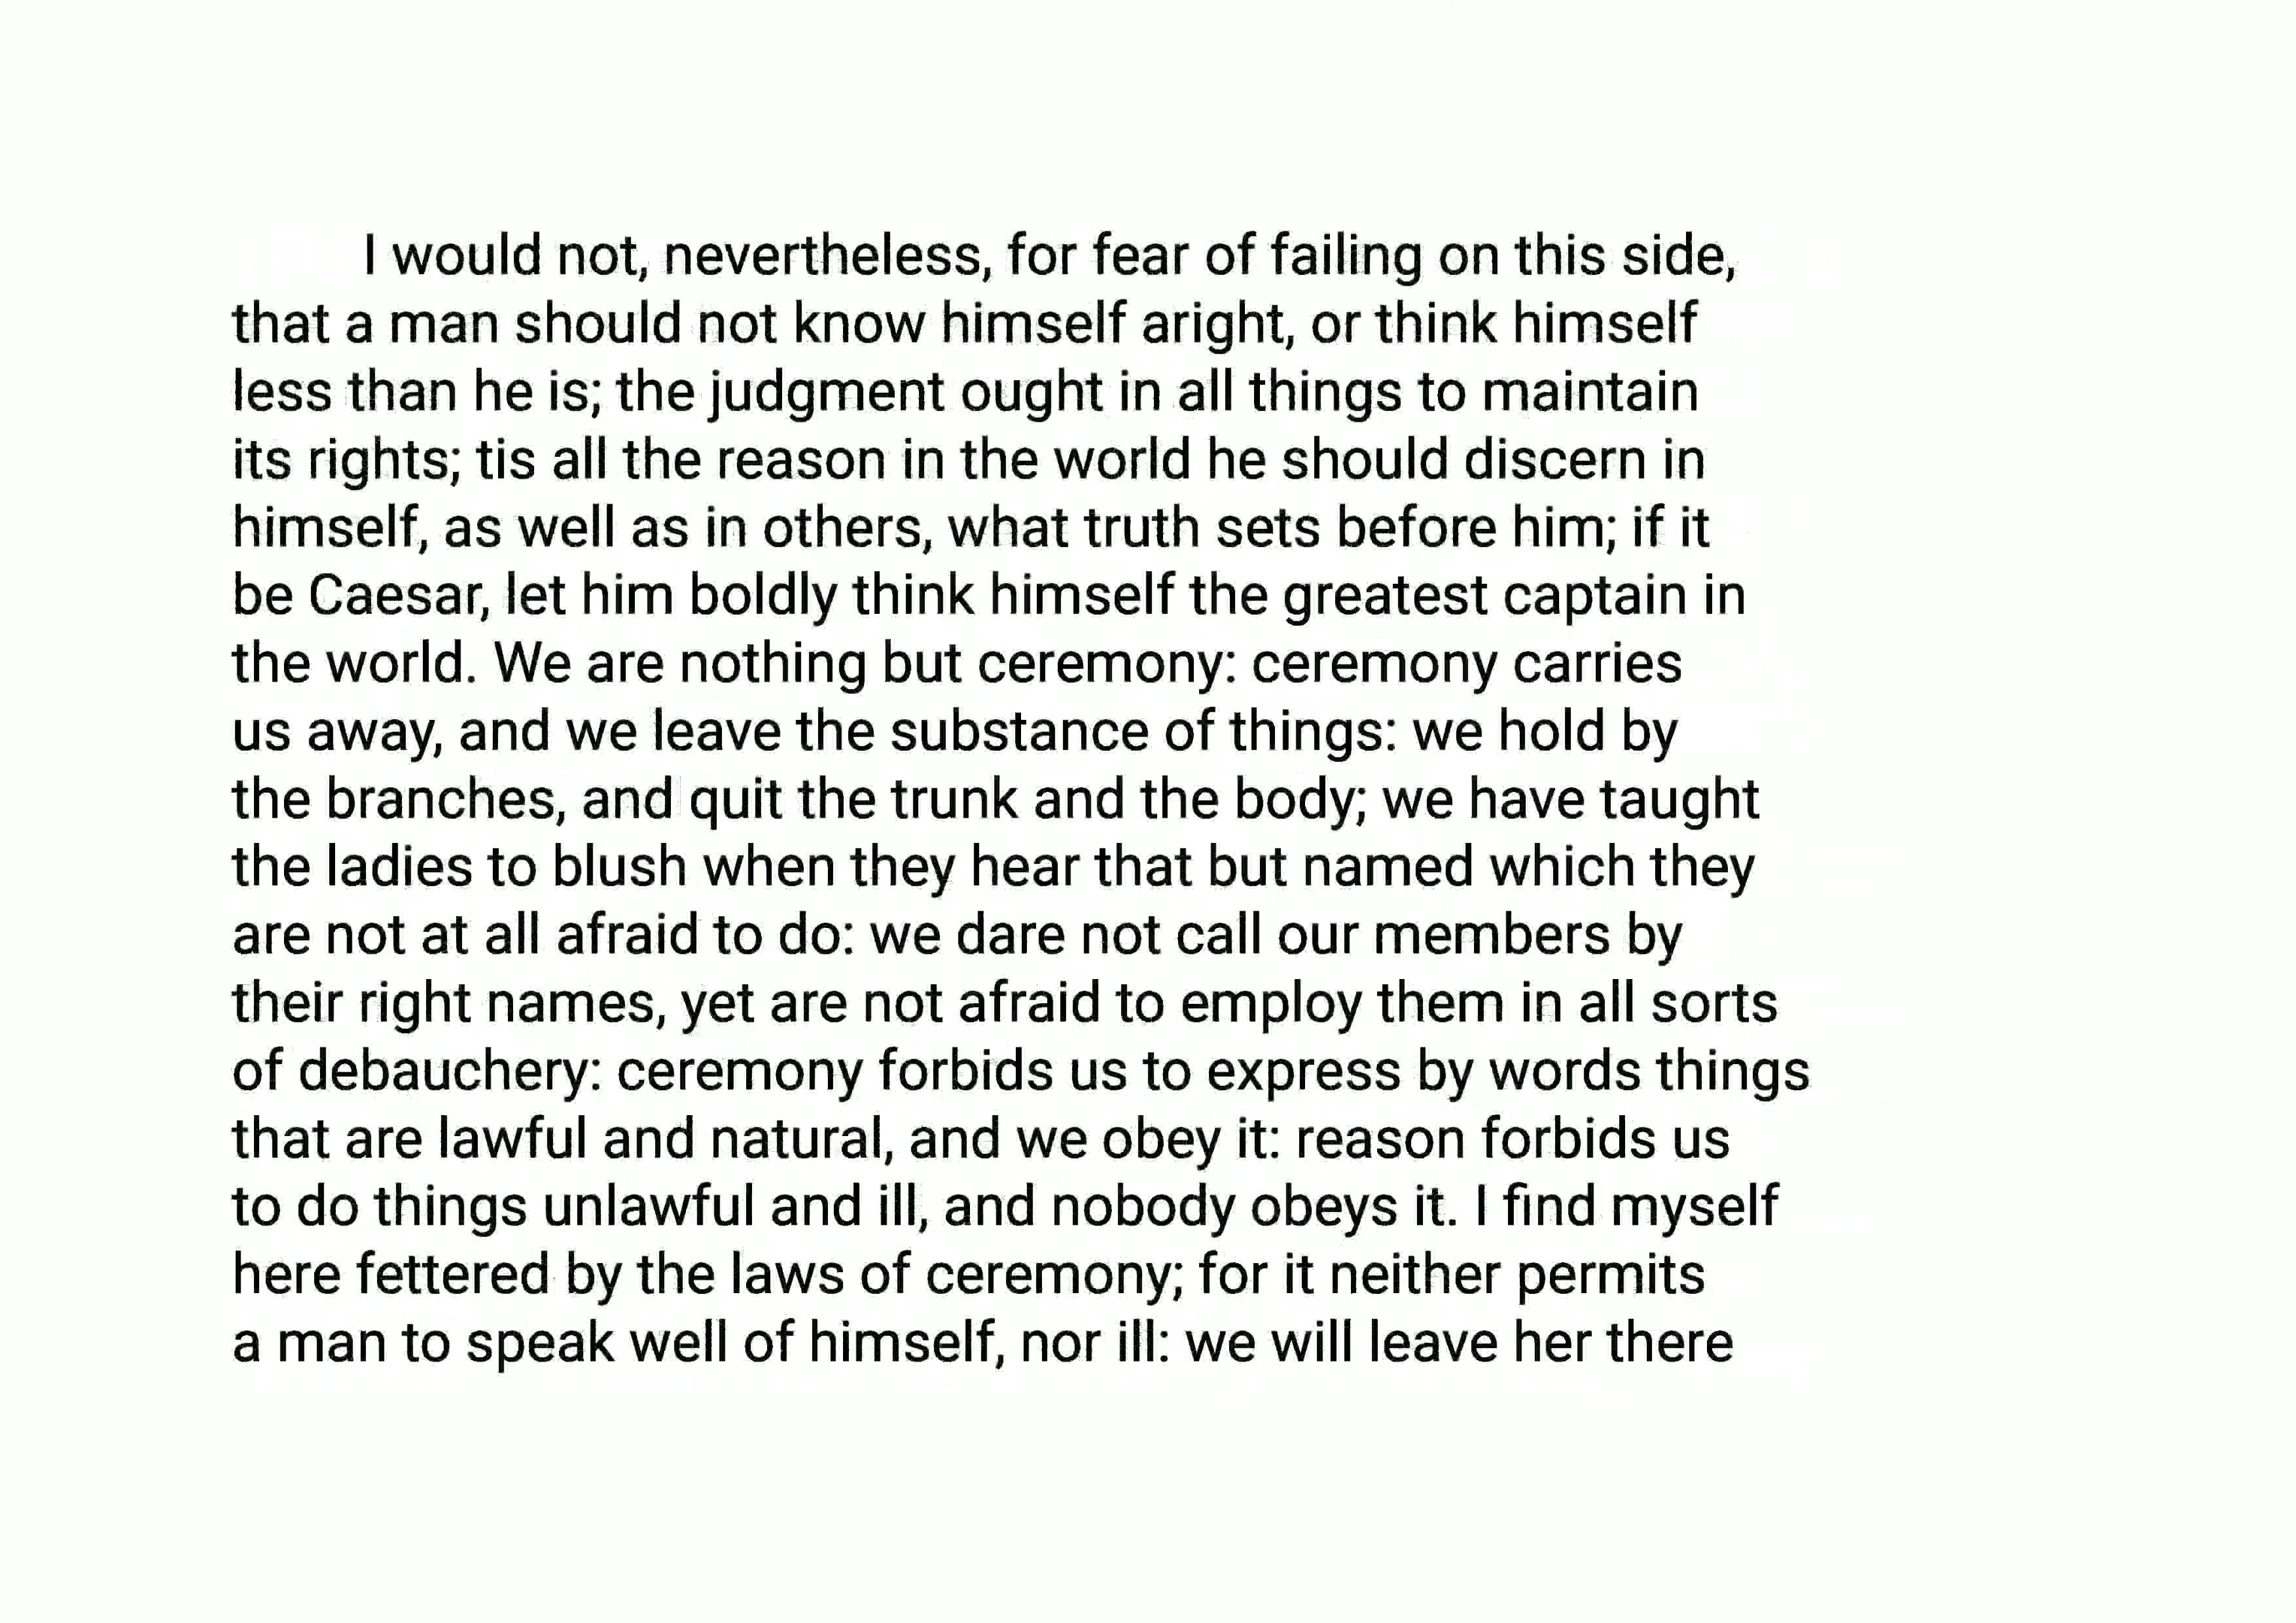 I would not, nevertheless, for fear of failing on this side,
that a man should not know himself aright, or think himself
less than he is; the judgment ought in all things to maintain
its rights; tis all the reason in the world he should discern in
himself, as well as in others, what truth sets before him; if it
be Caesar, let him boldly think himself the greatest captain in
the world. We are nothing but ceremony: ceremony carries
us away, and we leave the substance of things: we hold by
the branches, and quit the trunk and the body; we have taught
the ladies to blush when they hear that but named which they
are not at all afraid to do: we dare not call our members by
their right names, yet are not afraid to employ them in all sorts
of debauchery: ceremony forbids us to express by words things
that are lawful and natural, and we obey it: reason forbids us
to do things unlawful and ill, and nobody obeys it. I find myself
here fettered by the laws of ceremony; for it neither permits
a man to speak well of himself, nor ill: we will leave her there